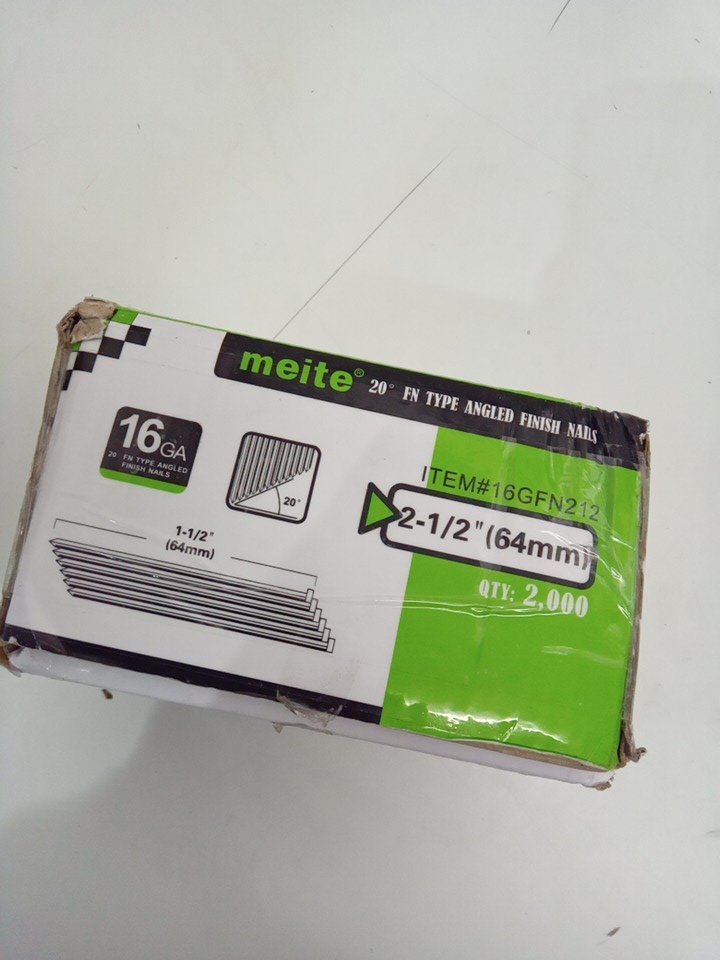 meite® 20° FN TYPE ANGLED FINISH NAILS
16GA
20 FN TYPE ANGLED
FINISH NAILS
20°
1-1/2"
(64mm)
ITEM#16GFN212
2-1/2"(64mm)
QTY: 2,000